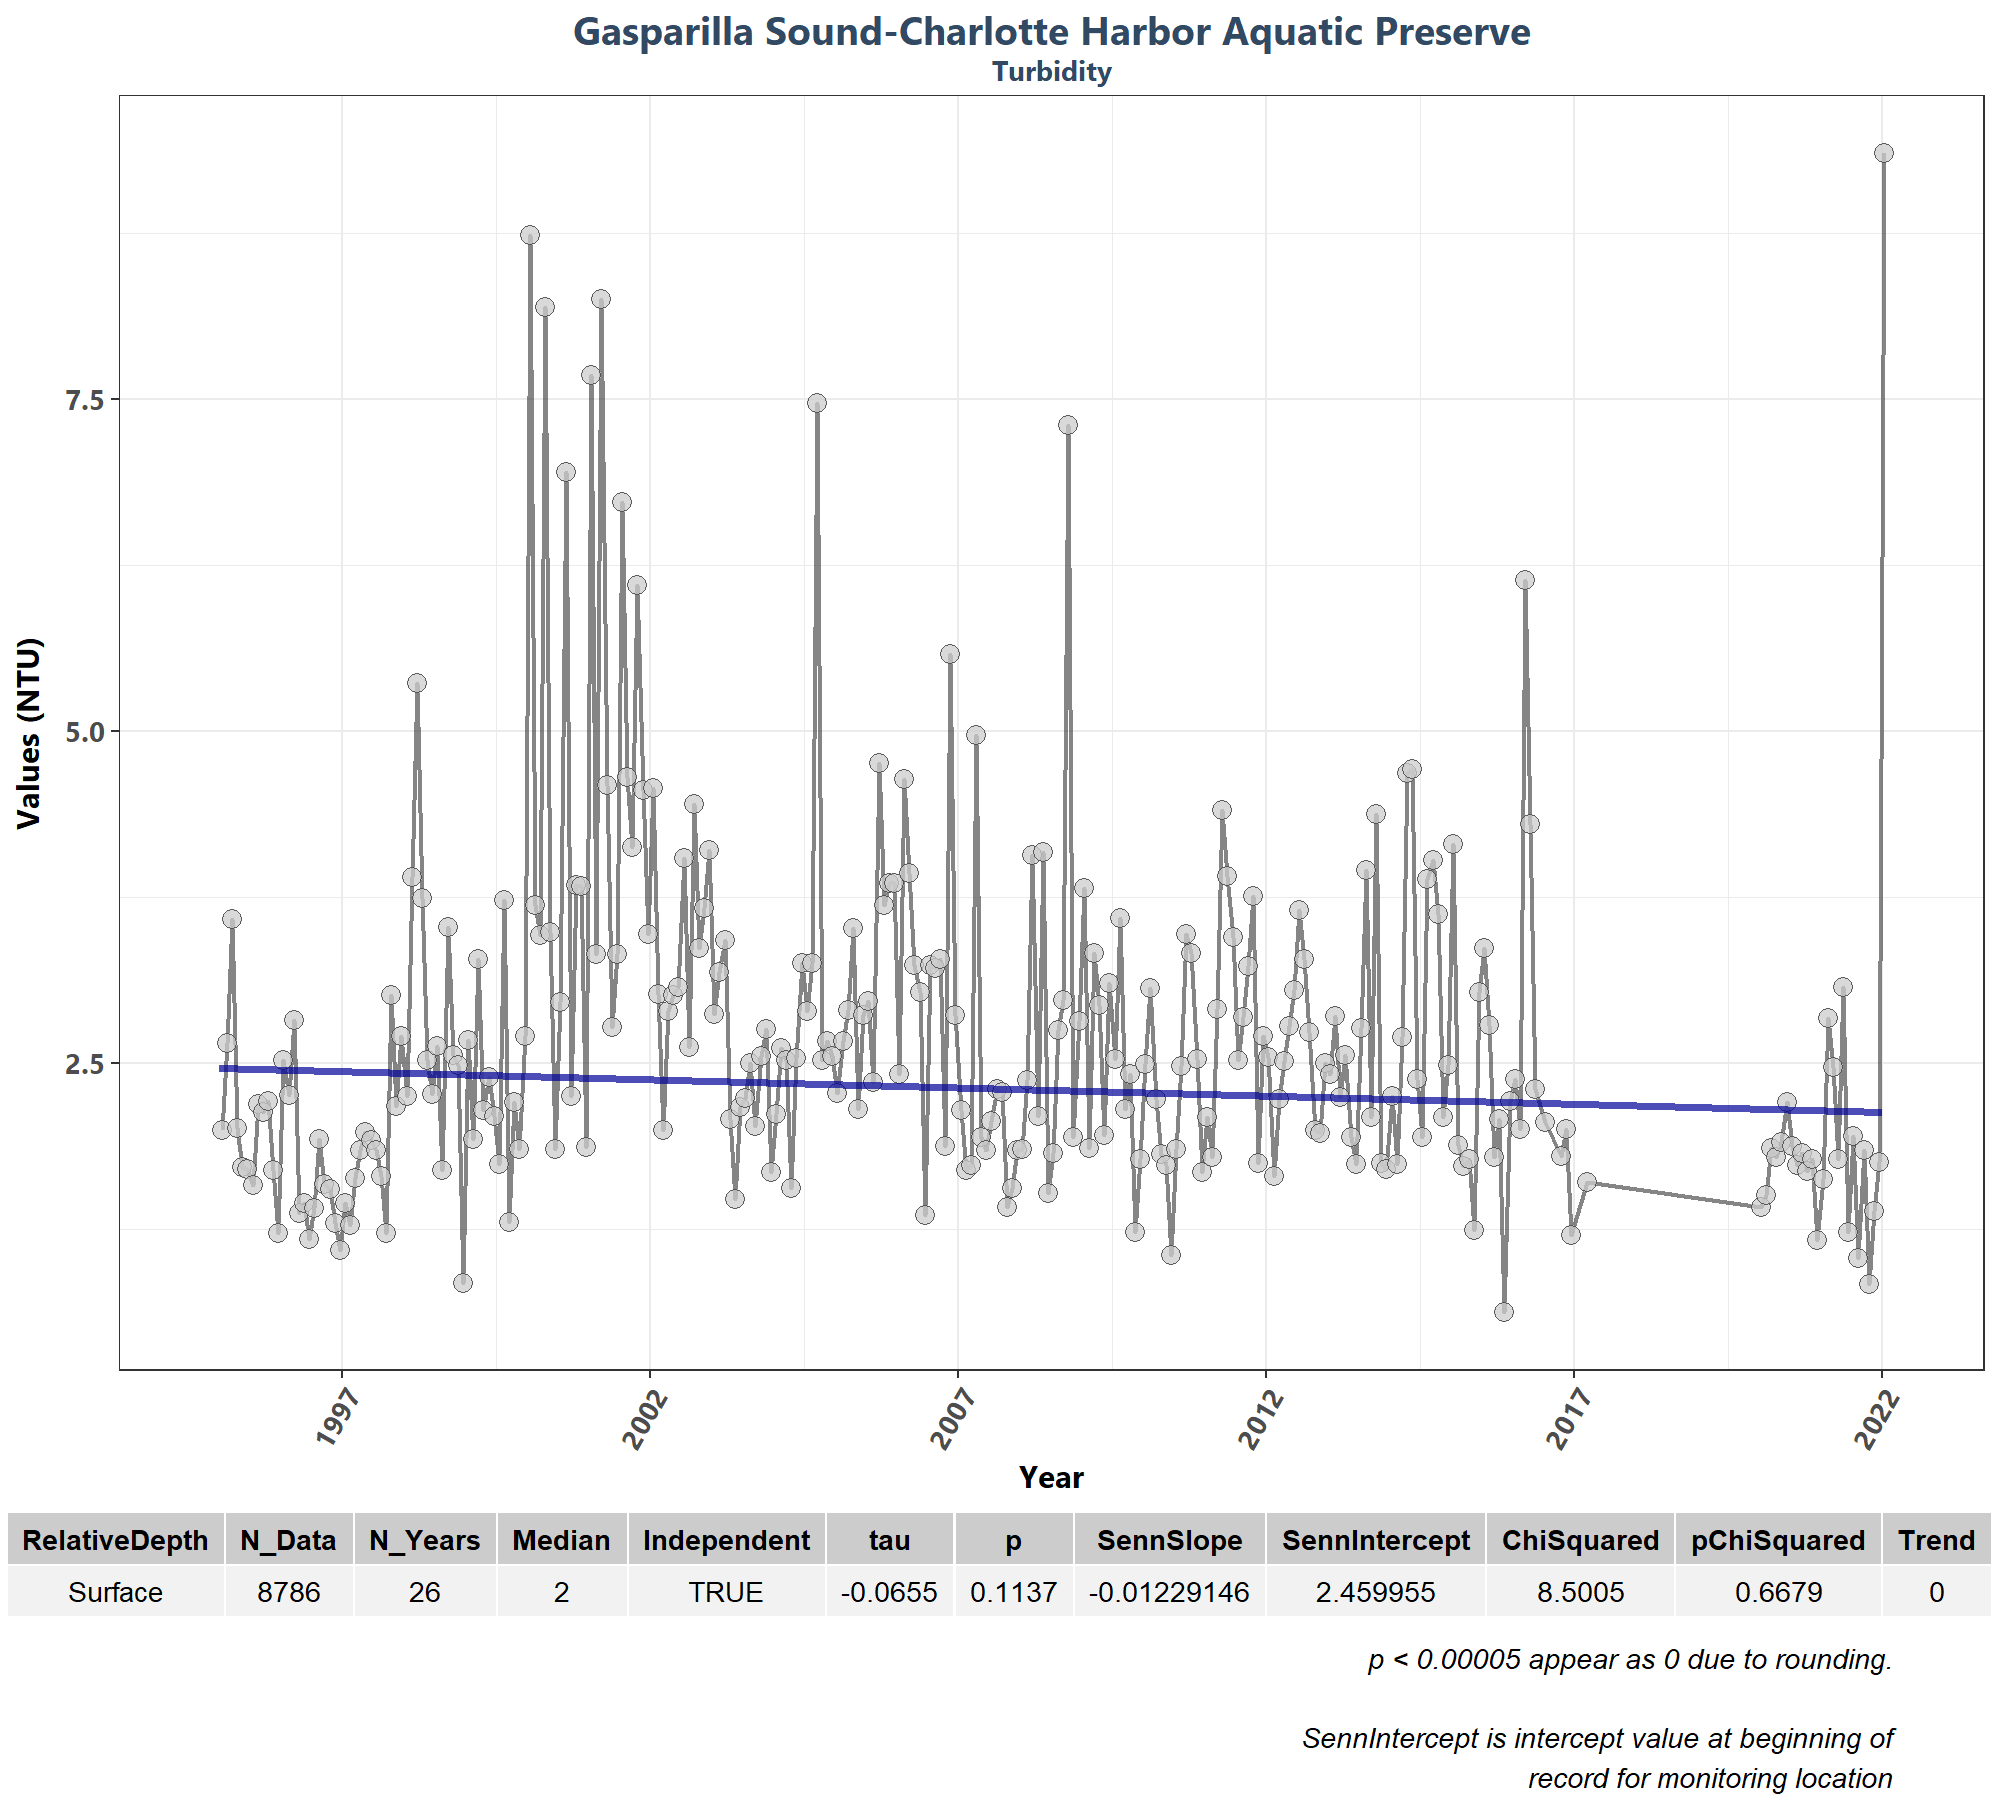 Gasparilla Sound-Charlotte Harbor Aquatic Preserve
Turbidity
Values (NTU)
7.5
5.0
2.5
1997 2002 2007 2012 2017 2022
Year
RelativeDepth N_Data N_Years Median Independent tau p SennSlope SennIntercept ChiSquared pChiSquared Trend
Surface 8786 26 2 TRUE -0.0655 0.1137 -0.01229146 2.459955 8.5005 0.6679 0
p < 0.00005 appear as 0 due to rounding.
SennIntercept is intercept value at beginning of
record for monitoring location